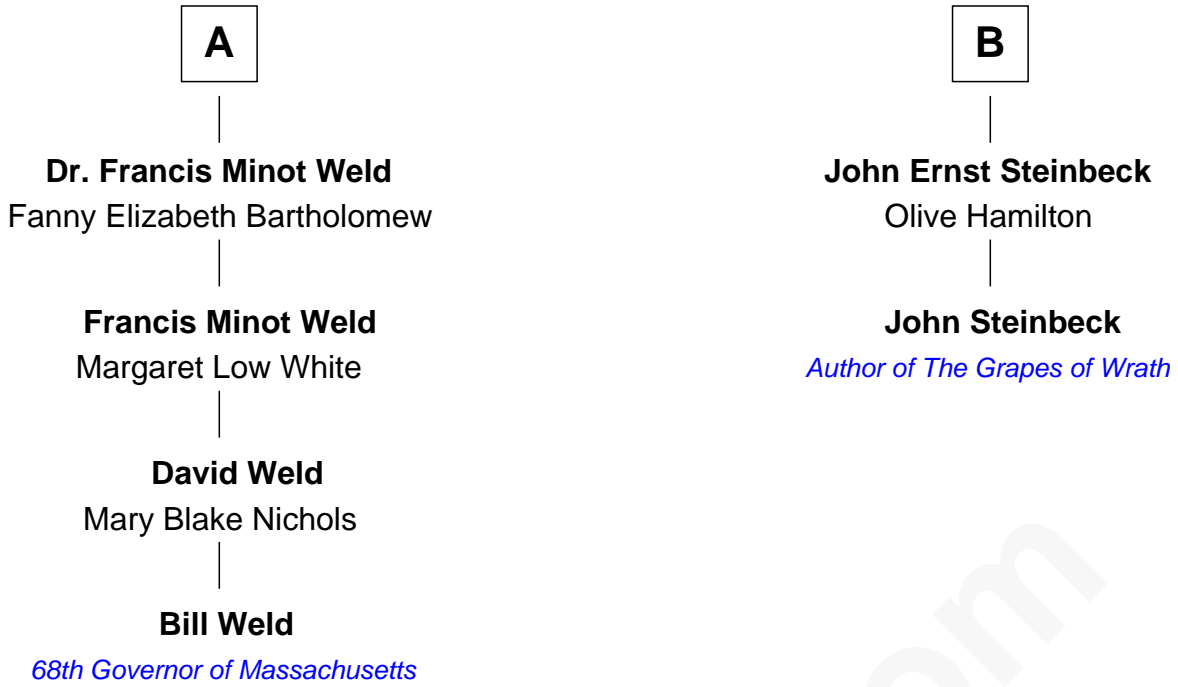 A
Dr. Francis Minot Weld
Fanny Elizabeth Bartholomew
Francis Minot Weld
Margaret Low White
David Weld
Mary Blake Nichols
Bill Weld
68th Governor of Massachusetts
B
John Ernst Steinbeck
Olive Hamilton
John Steinbeck
Author of The Grapes of Wrath
om